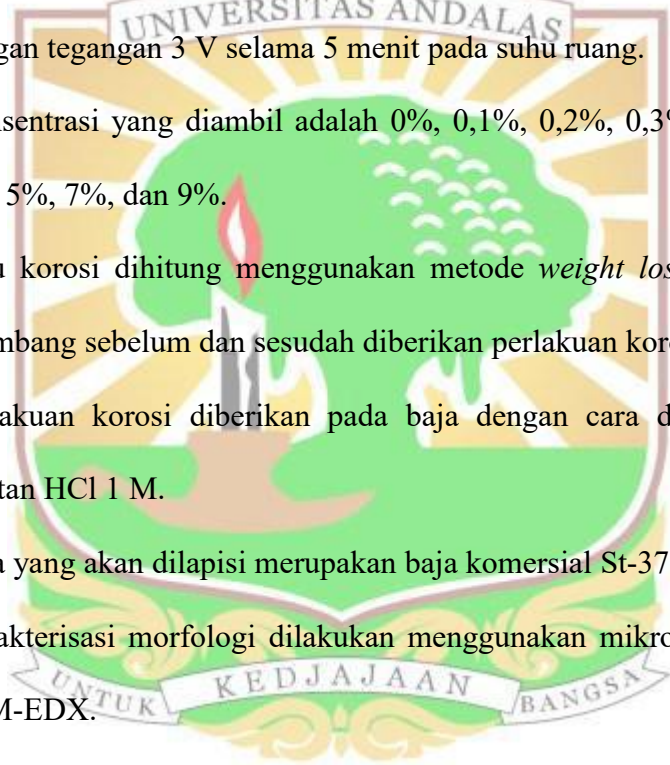 UNIVERSITAS ANDALAS
gan tegangan 3 V selama 5 menit pada suhu ruang.
nsentrasi yang diambil adalah 0%, 0,1%, 0,2%, 0,3%
5%, 7%, dan 9%.
u korosi dihitung menggunakan metode weight los
mbang sebelum dan sesudah diberikan perlakuan koro
lakuan korosi diberikan pada baja dengan cara d
tan HCl 1 M.
a yang akan dilapisi merupakan baja komersial St-37
akterisasi morfologi dilakukan menggunakan mikro
M-EDX.
UNTUK KEDJAJAAN BANGSA